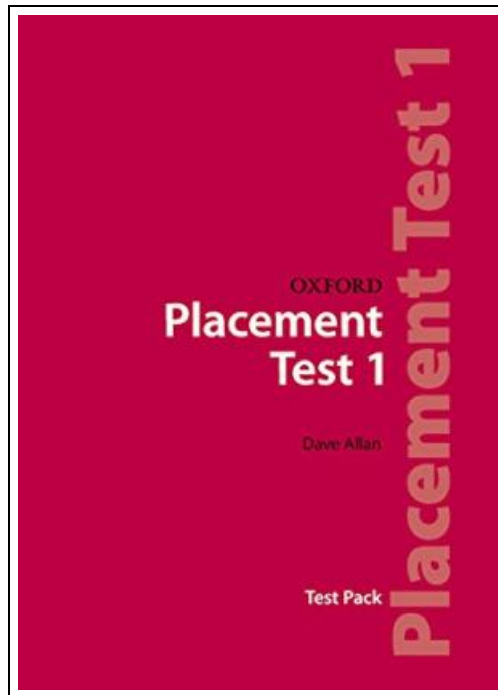 OXFORD
Placement
Test 1
Dave Allan
Test Pack
Placement Test 1